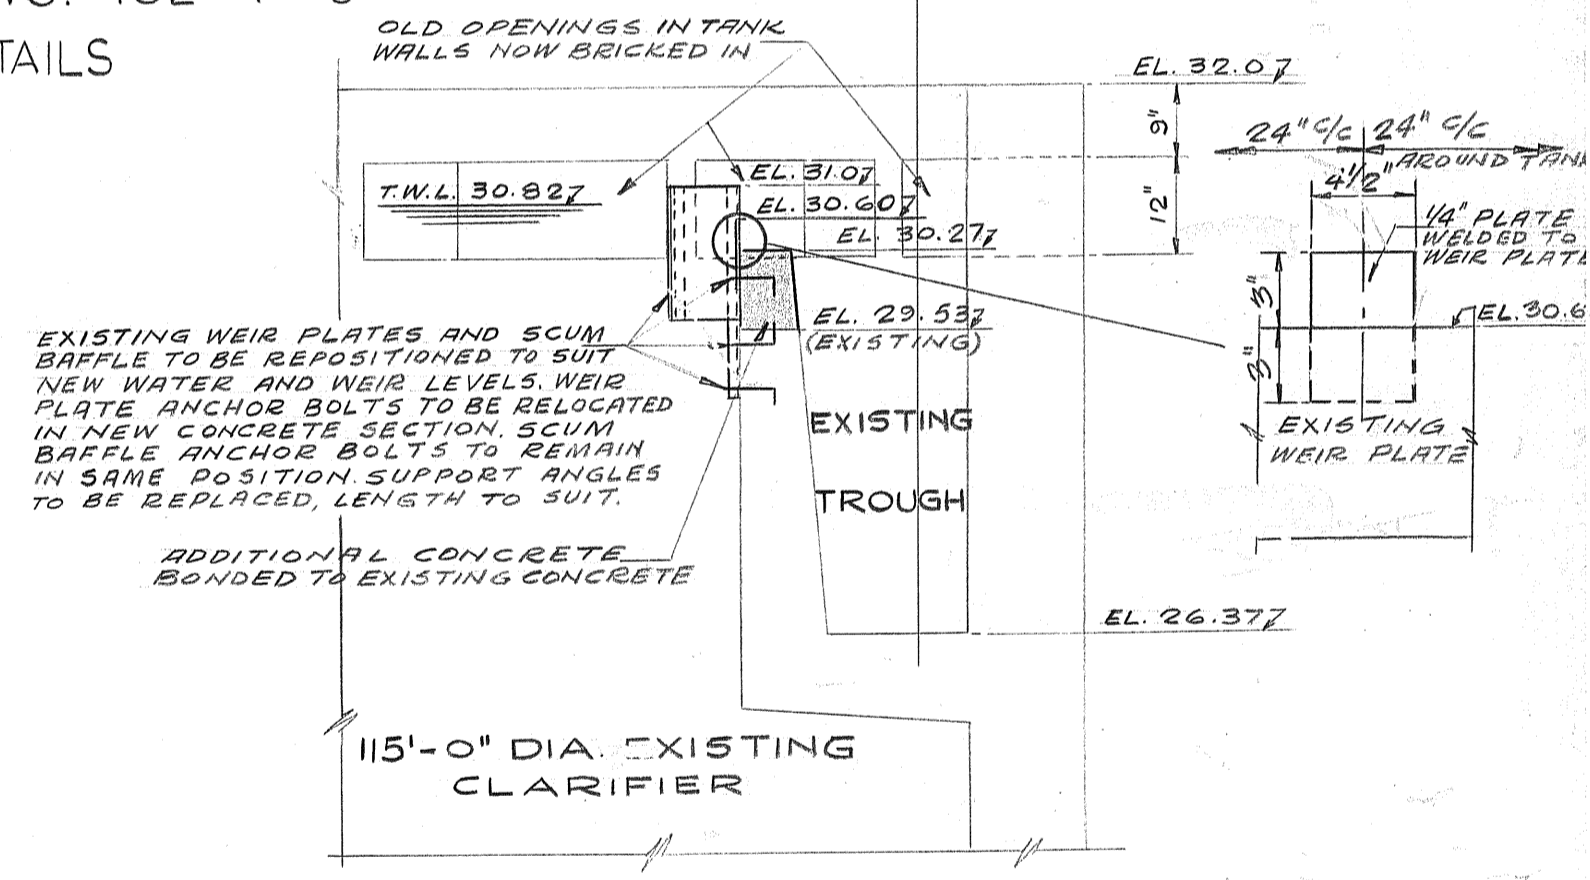 TAILS
OLD OPENINGS IN TANK
WALLS NOW BRICKED IN
EL. 32.07
9"
24" C/C 24" C/C
AROUND TANK
4 1/2"
T.W.L. 30.82
EL. 31.07
EL. 30.60
EL. 30.27
12"
1/4" PLATE
WELDED TO
WEIR PLATE
3"
3"
EL. 30.6
EXISTING
WEIR PLATE
EL. 29.53
(EXISTING)
EXISTING WEIR PLATES AND SCUM
BAFFLE TO BE REPOSITIONED TO SUIT
NEW WATER AND WEIR LEVELS. WEIR
PLATE ANCHOR BOLTS TO BE RELOCATED
IN NEW CONCRETE SECTION. SCUM
BAFFLE ANCHOR BOLTS TO REMAIN
IN SAME POSITION. SUPPORT ANGLES
TO BE REPLACED, LENGTH TO SUIT.
EXISTING
TROUGH
ADDITIONAL CONCRETE
BONDED TO EXISTING CONCRETE
EL. 26.37
115'-0" DIA. EXISTING
CLARIFIER